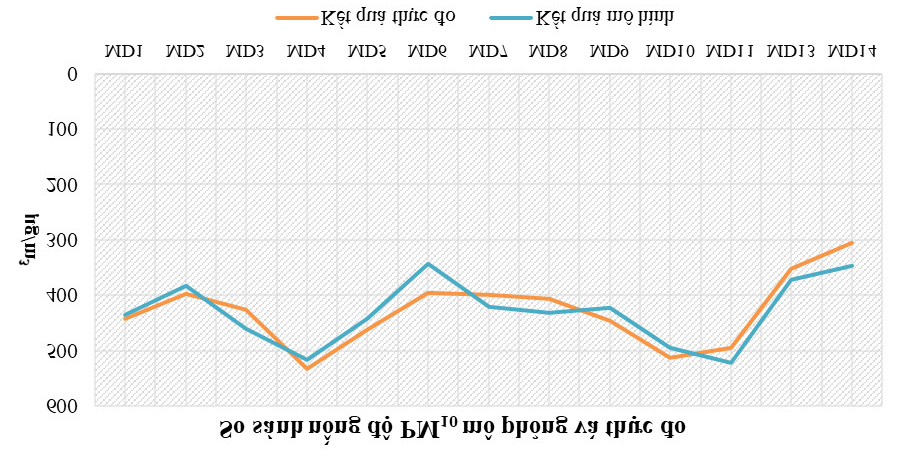 So sánh nồng độ PM₁₀ mô phỏng và thực đo
600
500
400
300
200
100
0
µg/m³
MD1 MD2 MD3 MD4 MD5 MD6 MD7 MD8 MD9 MD10 MD11 MD13 MD14
Kết quả thực đo Kết quả mô hình